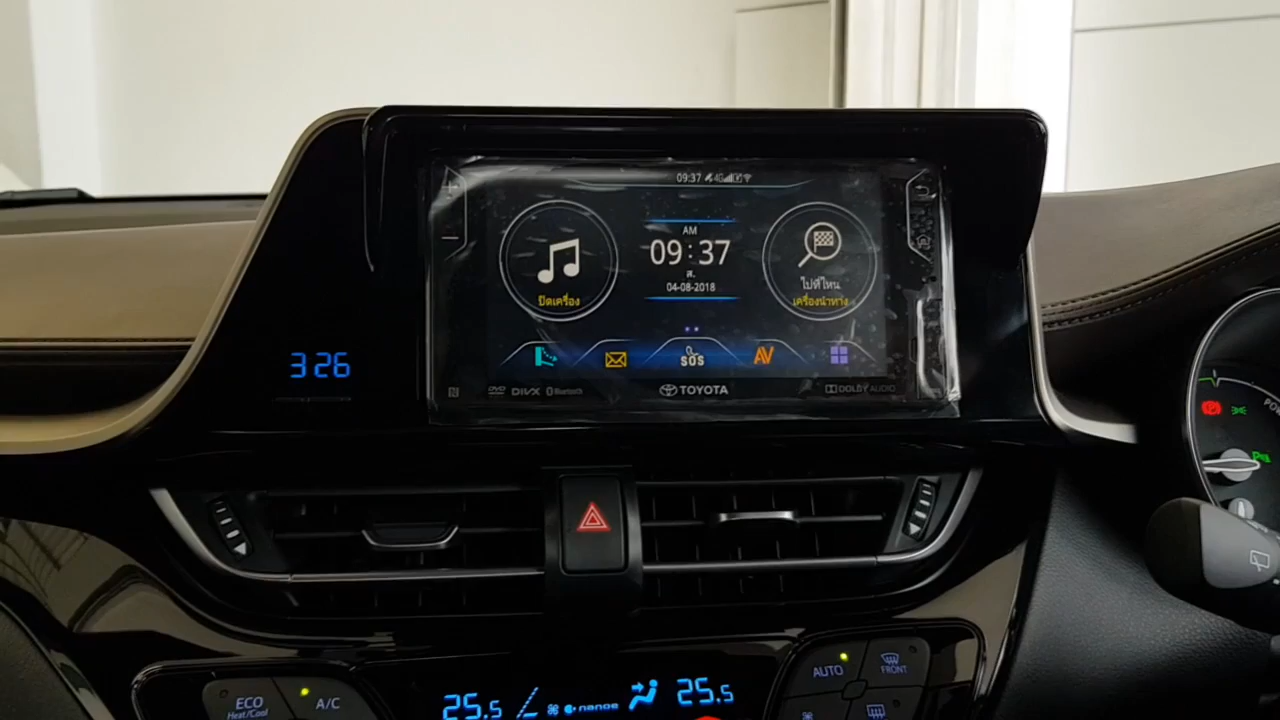 09:37 4G
AM
09:37
ส.
04-08-2018
ปิดเครื่อง
ไปที่ไหน
เครื่องนำทาง
SOS
AV
3:26
DVD DIVX Bluetooth
TOYOTA
DOLBY AUDIO
ECO
Heat/Cool
A/C
25.5
nanoe
25.5
AUTO
FRONT